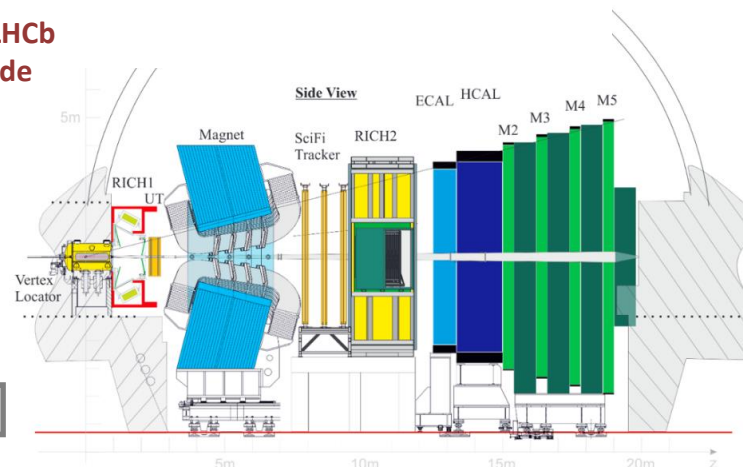 LHCb
de
Side View
ECAL HCAL
M2 M3 M4 M5
5m
Magnet
SciFi
Tracker
RICH2
RICH1
UT
Vertex
Locator
5m 10m 15m 20m z